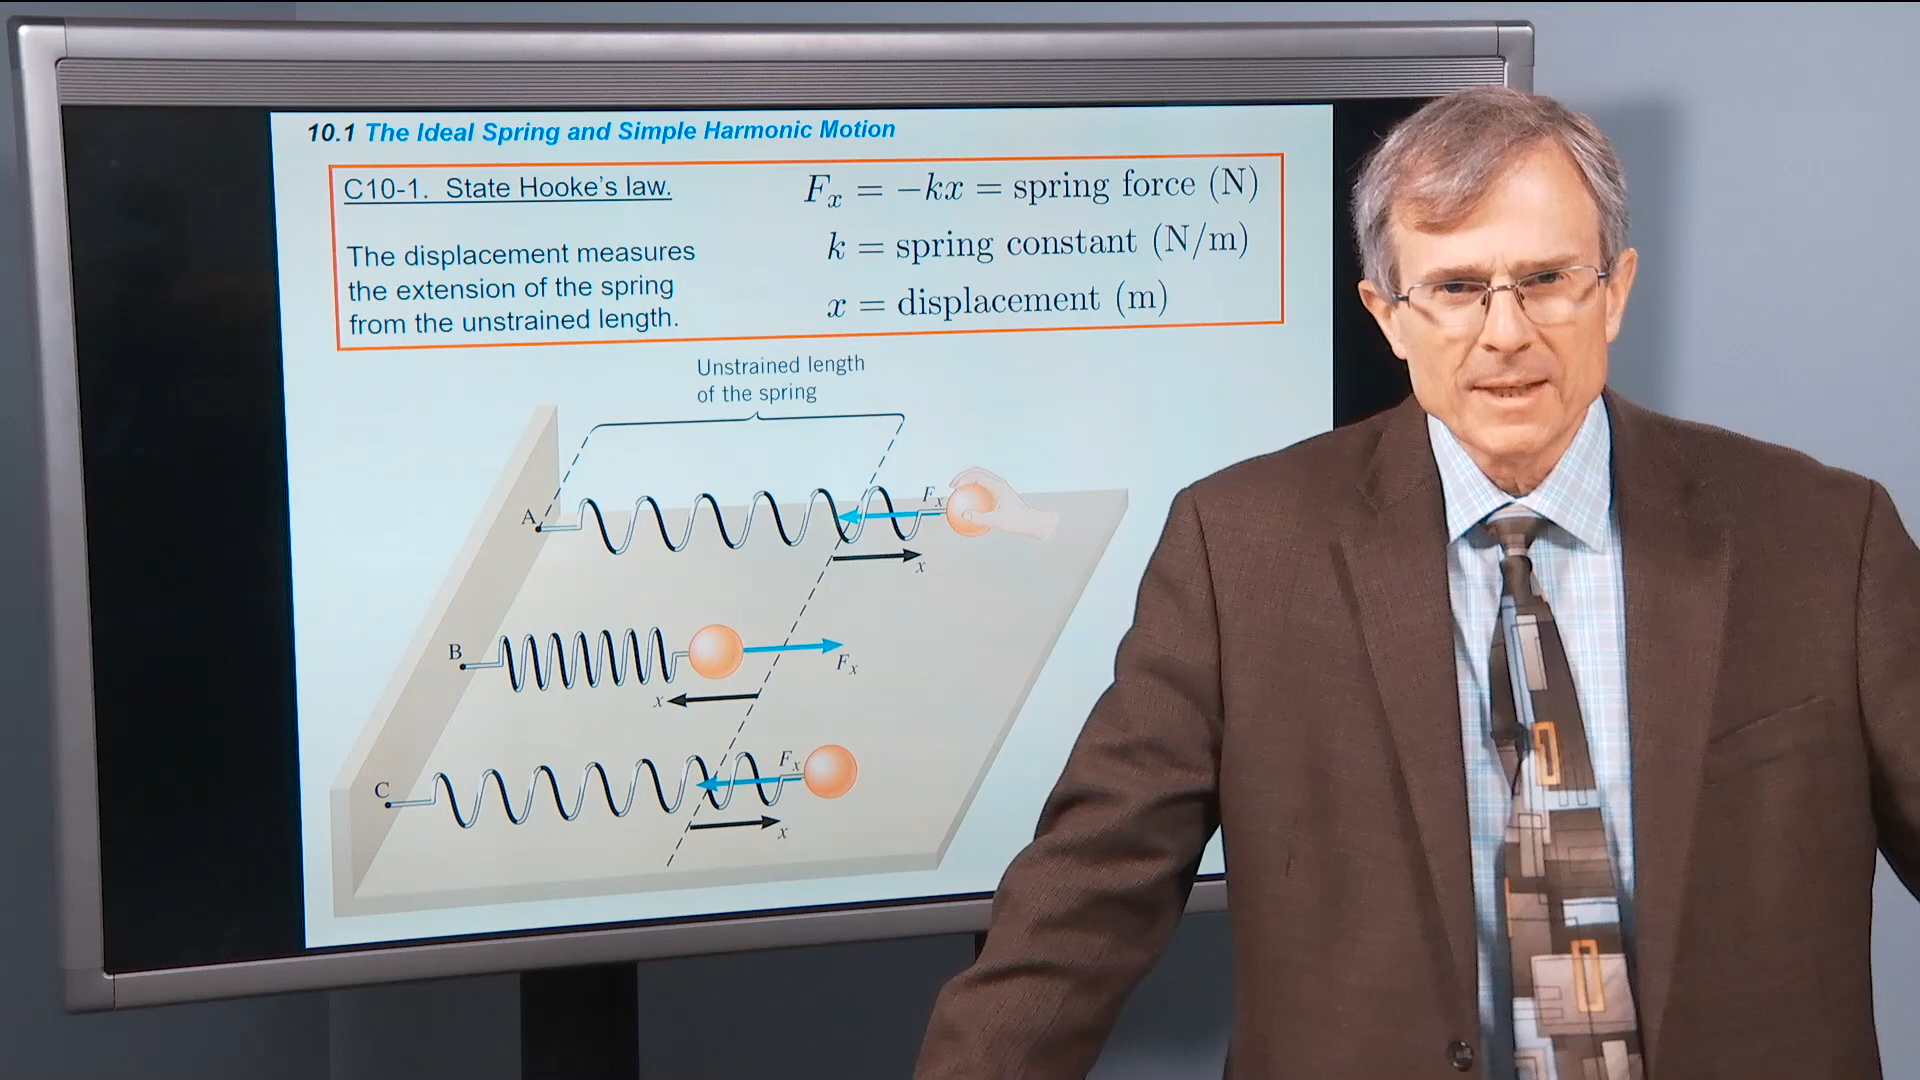 10.1 The Ideal Spring and Simple Harmonic Motion
C10-1. State Hooke's law.
The displacement measures
the extension of the spring
from the unstrained length.
Fₓ = −kx = spring force (N)
k = spring constant (N/m)
x = displacement (m)
Unstrained length
of the spring
A
Fₓ
x
B
Fₓ
x
C
Fₓ
x